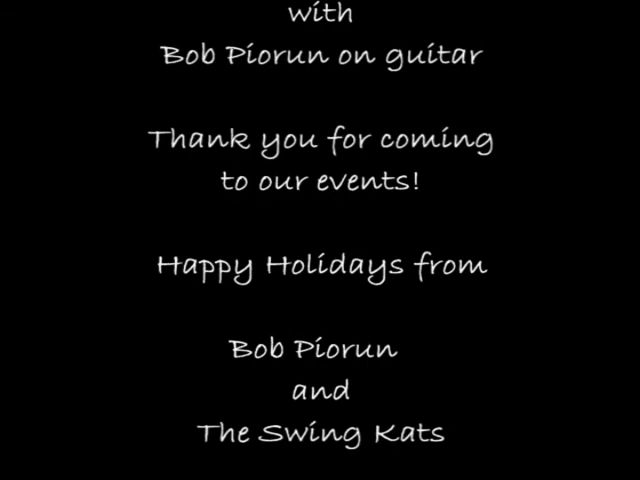 with
Bob Piorun on guitar
Thank you for coming
to our events!
Happy Holidays from
Bob Piorun
and
The Swing Kats